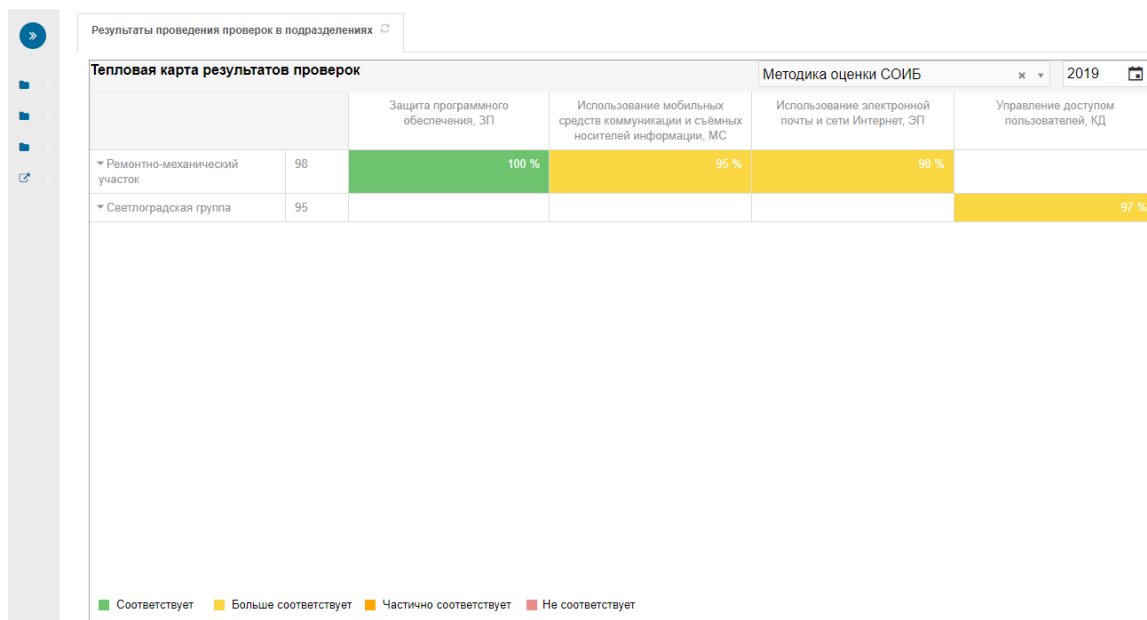 Результаты проведения проверок в подразделениях
Тепловая карта результатов проверок
Методика оценки СОИБ
2019
Защита программного
обеспечения, ЗП
Использование мобильных
средств коммуникации и съёмных
носителей информации, МС
Использование электронной
почты и сети Интернет, ЭП
Управление доступом
пользователей, КД
Ремонтно-механический
участок
98
100 %
95 %
98 %
Светлоградская группа
95
97 %
Соответствует
Больше соответствует
Частично соответствует
Не соответствует